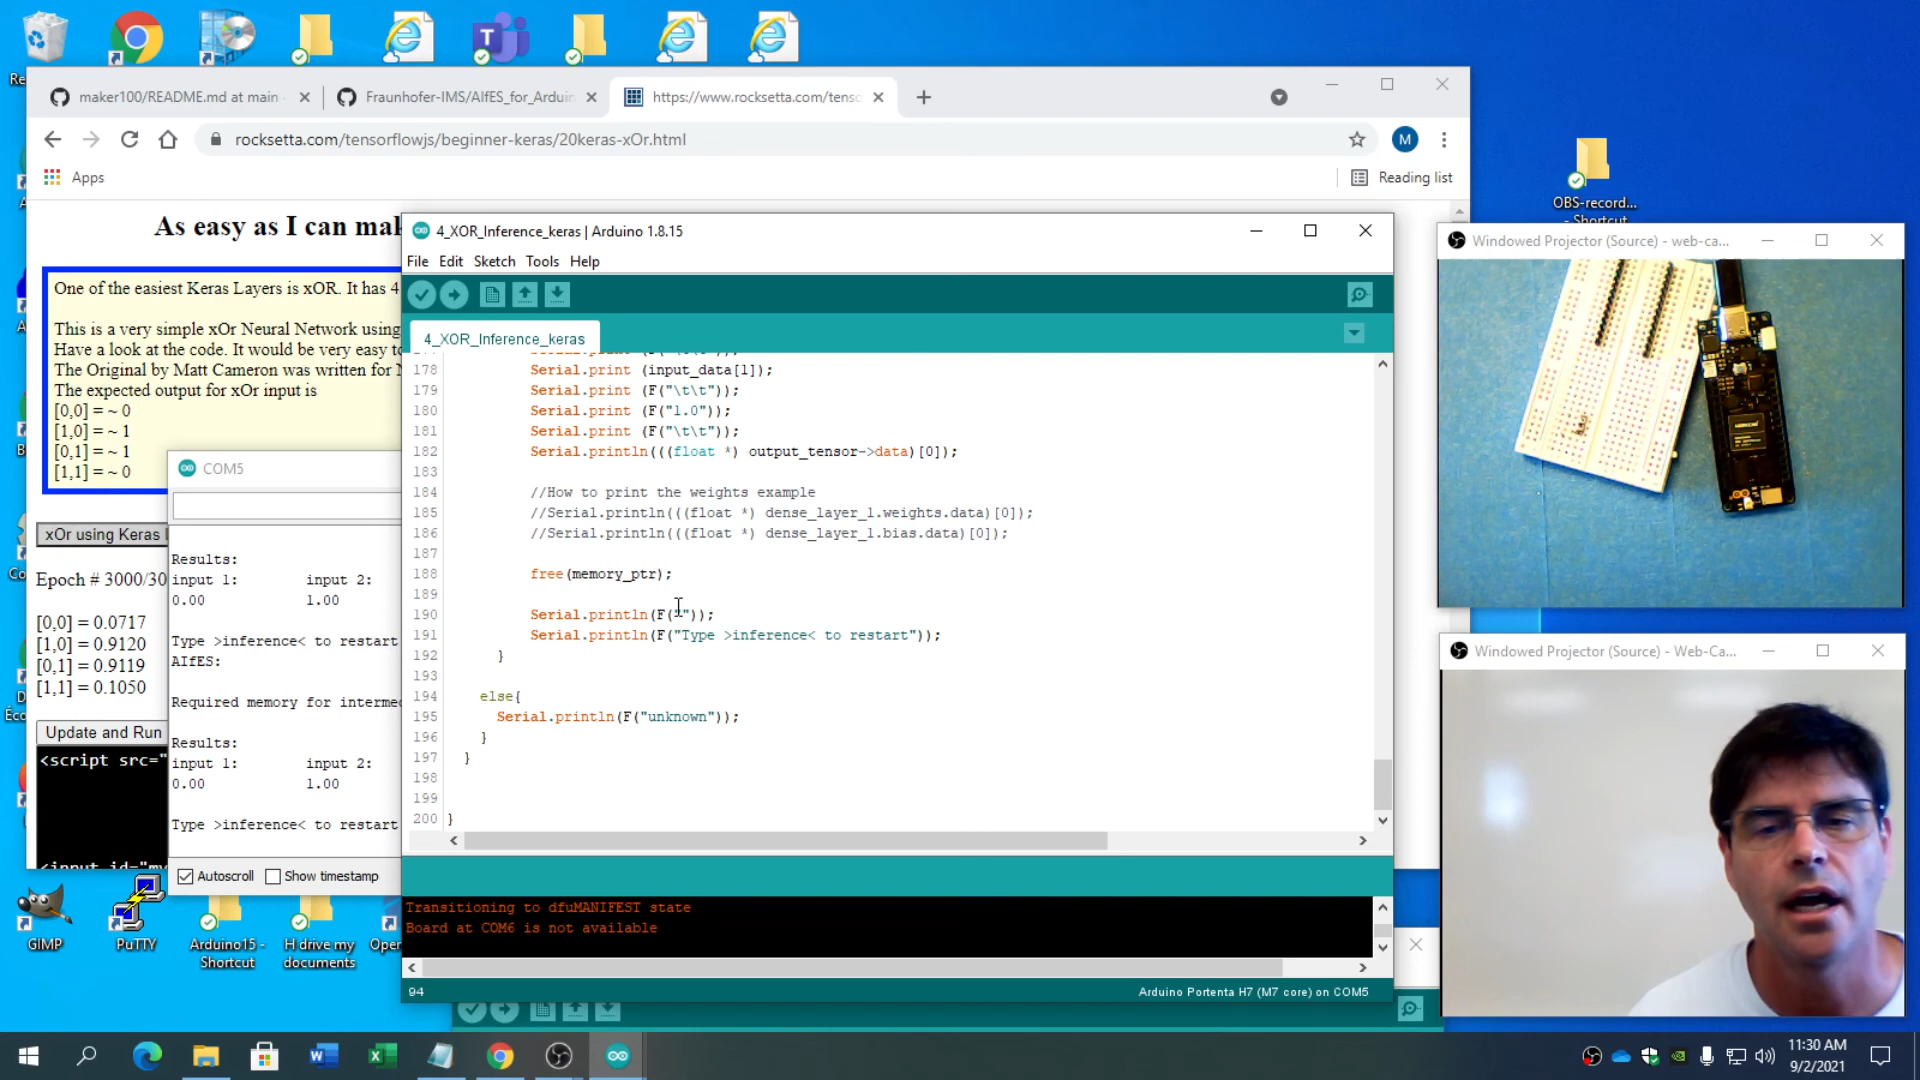 maker100/README.md at main
Fraunhofer-IMS/AIfES_for_Arduin
https://www.rocksetta.com/tenso
rocksetta.com/tensorflowjs/beginner-keras/20keras-xOr.html
M
Apps
Reading list
OBS-record...
- Shortcut
As easy as I can mak
One of the easiest Keras Layers is xOR. It has 4
This is a very simple xOr Neural Network using
Have a look at the code. It would be very easy to
The Original by Matt Cameron was written for N
The expected output for xOr input is
[0,0] = ~ 0
[1,0] = ~ 1
[0,1] = ~ 1
[1,1] = ~ 0
xOr using Keras
Epoch # 3000/30
[0,0] = 0.0717
[1,0] = 0.9120
[0,1] = 0.9119
[1,1] = 0.1050
Update and Run
<script src="
COM5
Results:
input 1: input 2:
0.00 1.00
Type >inference< to restart
AIfES:
Required memory for intermed
Results:
input 1: input 2:
0.00 1.00
Type >inference< to restart
Autoscroll
Show timestamp
4_XOR_Inference_keras | Arduino 1.8.15
File Edit Sketch Tools Help
4_XOR_Inference_keras
178 Serial.print (input_data[1]);
179 Serial.print (F("\t\t"));
180 Serial.print (F("1.0"));
181 Serial.print (F("\t\t"));
182 Serial.println(((float *) output_tensor->data)[0]);
183
184 //How to print the weights example
185 //Serial.println(((float *) dense_layer_1.weights.data)[0]);
186 //Serial.println(((float *) dense_layer_1.bias.data)[0]);
187
188 free(memory_ptr);
189
190 Serial.println(F(""));
191 Serial.println(F("Type >inference< to restart"));
192 }
193
194 else{
195 Serial.println(F("unknown"));
196 }
197 }
198
199
200 }
Transitioning to dfuMANIFEST state
Board at COM6 is not available
94
Arduino Portenta H7 (M7 core) on COM5
Windowed Projector (Source) - web-ca...
Windowed Projector (Source) - Web-Ca...
GIMP
PuTTY
Arduino15 - Shortcut
H drive my documents
Open
11:30 AM
9/2/2021